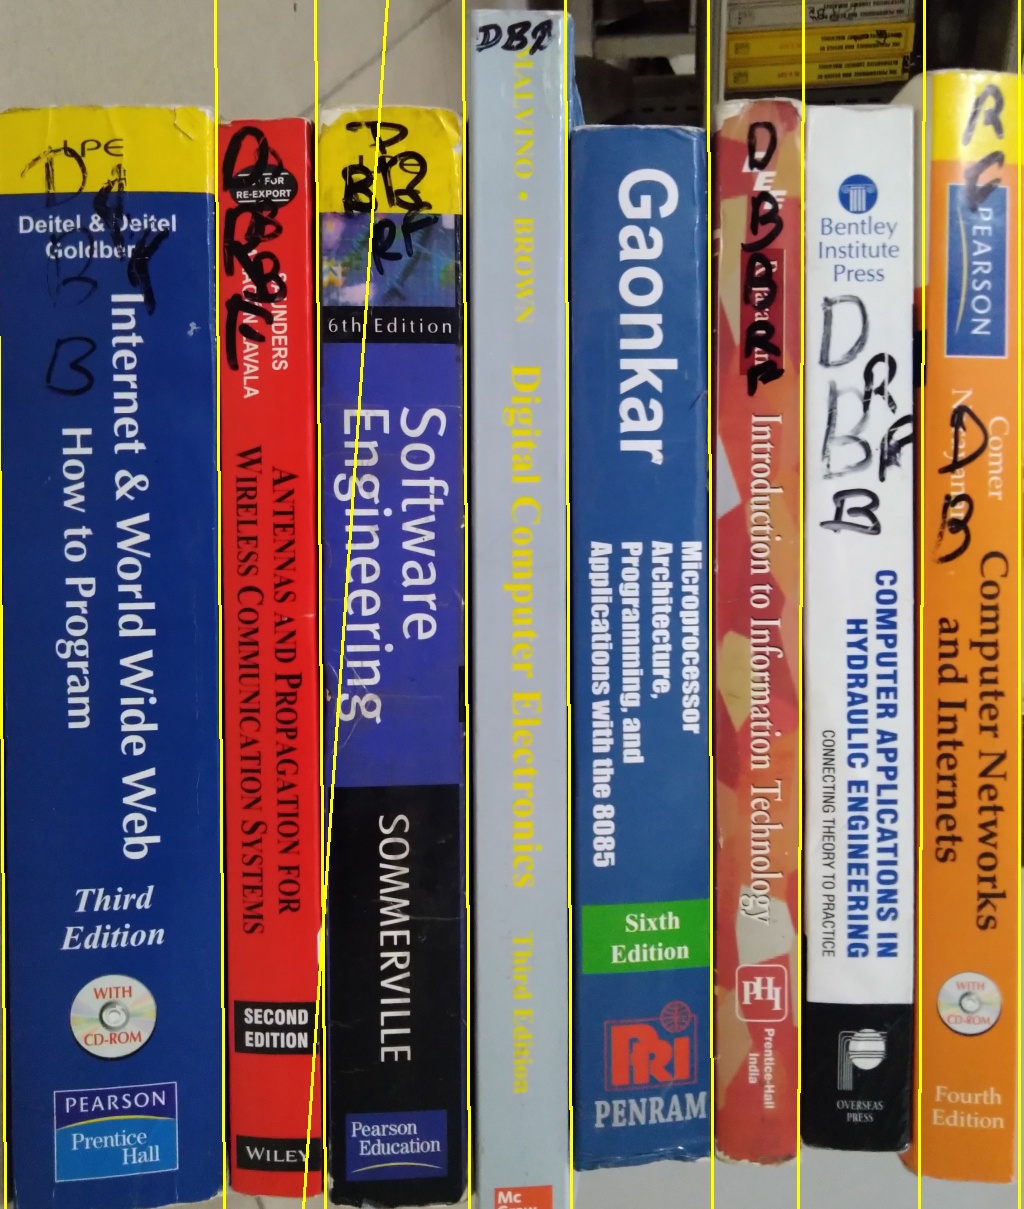 Deitel & Deitel
Goldberg
Internet & World Wide Web
How to Program
Third
Edition
WITH
CD-ROM
PEARSON
Prentice
Hall
FOR
RE-EXPORT
SAUNDERS
ZAVALA
ANTENNAS AND PROPAGATION FOR
WIRELESS COMMUNICATION SYSTEMS
SECOND
EDITION
WILEY
D
BB
RF
6th Edition
Software
Engineering
SOMMERVILLE
Pearson
Education
DBR
MALVINO • BROWN
Digital Computer Electronics
Third Edition
Mc
Gaonkar
Microprocessor
Architecture,
Programming, and
Applications with the 8085
Sixth
Edition
PRI
PENRAM
D
B
Introduction to Information Technology
PHI
Prentice-Hall
India
Bentley
Institute
Press
D
B
B
COMPUTER APPLICATIONS IN
HYDRAULIC ENGINEERING
CONNECTING THEORY TO PRACTICE
OVERSEAS
PRESS
R
PEARSON
Comer
Computer Networks
and Internets
WITH
CD-ROM
Fourth
Edition